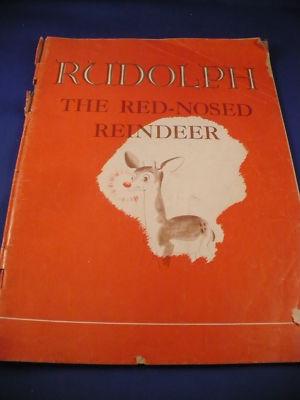 RUDOLPH
THE RED-NOSED
REINDEER